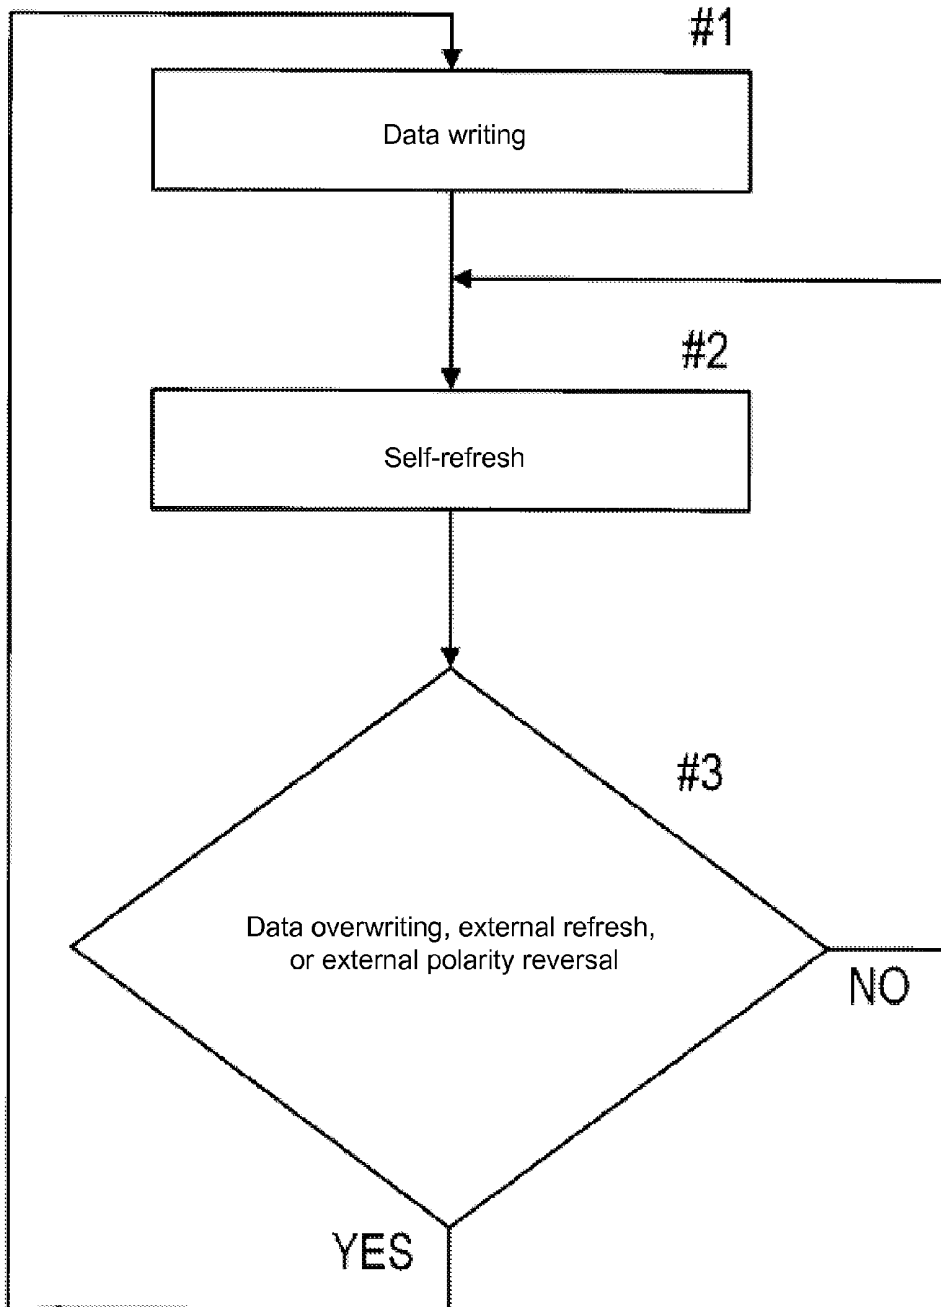 #1
Data writing
#2
Self-refresh
#3
Data overwriting, external refresh,
or external polarity reversal
NO
YES